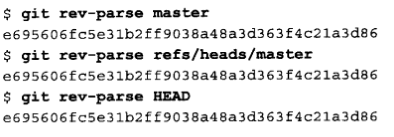 $ git rev-parse master
e695606fc5e31b2ff9038a48a3d363f4c21a3d86
$ git rev-parse refs/heads/master
e695606fc5e31b2ff9038a48a3d363f4c21a3d86
$ git rev-parse HEAD
e695606fc5e31b2ff9038a48a3d363f4c21a3d86